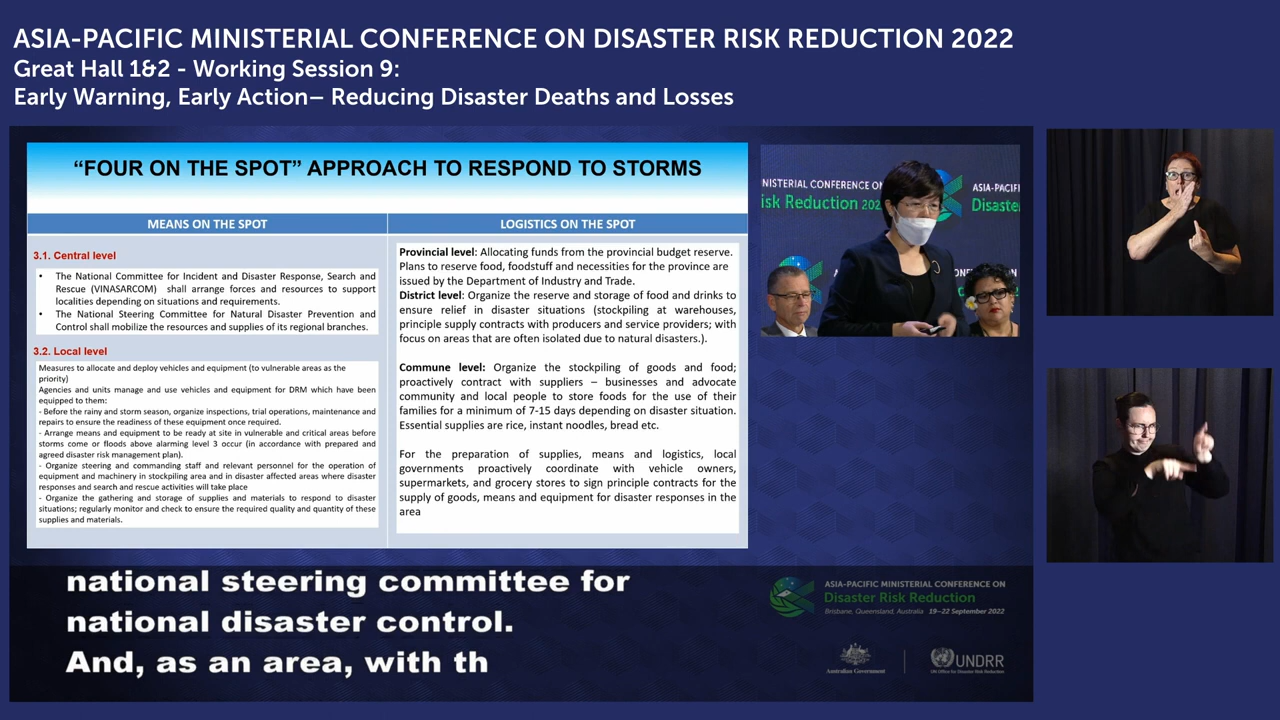 ASIA-PACIFIC MINISTERIAL CONFERENCE ON DISASTER RISK REDUCTION 2022
Great Hall 1&2 - Working Session 9:
Early Warning, Early Action– Reducing Disaster Deaths and Losses
“FOUR ON THE SPOT” APPROACH TO RESPOND TO STORMS
MEANS ON THE SPOT
3.1. Central level
• The National Committee for Incident and Disaster Response, Search and
Rescue (VINASARCOM) shall arrange forces and resources to support
localities depending on situations and requirements.
• The National Steering Committee for Natural Disaster Prevention and
Control shall mobilize the resources and supplies of its regional branches.
3.2. Local level
Measures to allocate and deploy vehicles and equipment (to vulnerable areas as the
priority)
Agencies and units manage and use vehicles and equipment for DRM which have been
equipped to them:
- Before the rainy and storm season, organize inspections, trial operations, maintenance and
repairs to ensure the readiness of these equipment once required.
- Arrange means and equipment to be ready at site in vulnerable and critical areas before
storms come or floods above alarming level 3 occur (in accordance with prepared and
agreed disaster risk management plan).
- Organize steering and commanding staff and relevant personnel for the operation of
equipment and machinery in stockpiling area and in disaster affected areas where disaster
responses and search and rescue activities will take place
- Organize the gathering and storage of supplies and materials to respond to disaster
situations; regularly monitor and check to ensure the required quality and quantity of these
supplies and materials.
LOGISTICS ON THE SPOT
Provincial level: Allocating funds from the provincial budget reserve.
Plans to reserve food, foodstuff and necessities for the province are
issued by the Department of Industry and Trade.
District level: Organize the reserve and storage of food and drinks to
ensure relief in disaster situations (stockpiling at warehouses,
principle supply contracts with producers and service providers; with
focus on areas that are often isolated due to natural disasters.).
Commune level: Organize the stockpiling of goods and food;
proactively contract with suppliers – businesses and advocate
community and local people to store foods for the use of their
families for a minimum of 7-15 days depending on disaster situation.
Essential supplies are rice, instant noodles, bread etc.
For the preparation of supplies, means and logistics, local
governments proactively coordinate with vehicle owners,
supermarkets, and grocery stores to sign principle contracts for the
supply of goods, means and equipment for disaster responses in the
area
INISTERIAL CONFERENCE ON
isk Reduction 202
ASIA-PACIF
Disaste
national steering committee for
national disaster control.
And, as an area, with th
ASIA-PACIFIC MINISTERIAL CONFERENCE ON
Disaster Risk Reduction
Brisbane, Queensland, Australia 19–22 September 2022
Australian Government
UNDRR
UN Office for Disaster Risk Reduction